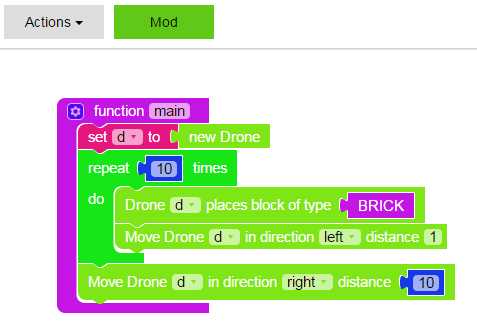 Actions Mod
function main
set d to new Drone
repeat 10 times
do
Drone d places block of type BRICK
Move Drone d in direction left distance 1
Move Drone d in direction right distance 10